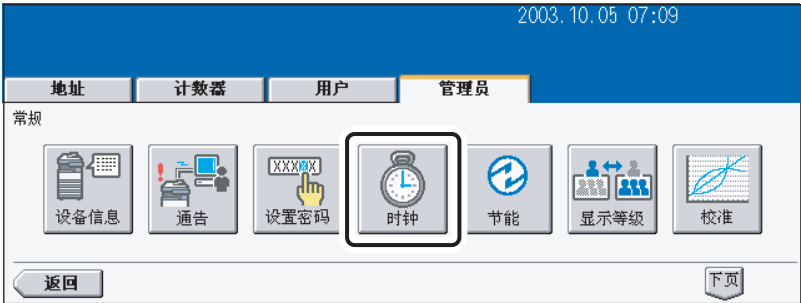 2003.10.05 07:09
地址 计数器 用户 管理员
常规
XXXXX
设备信息 通告 设置密码 时钟 节能 显示等级 校准
返回 下页